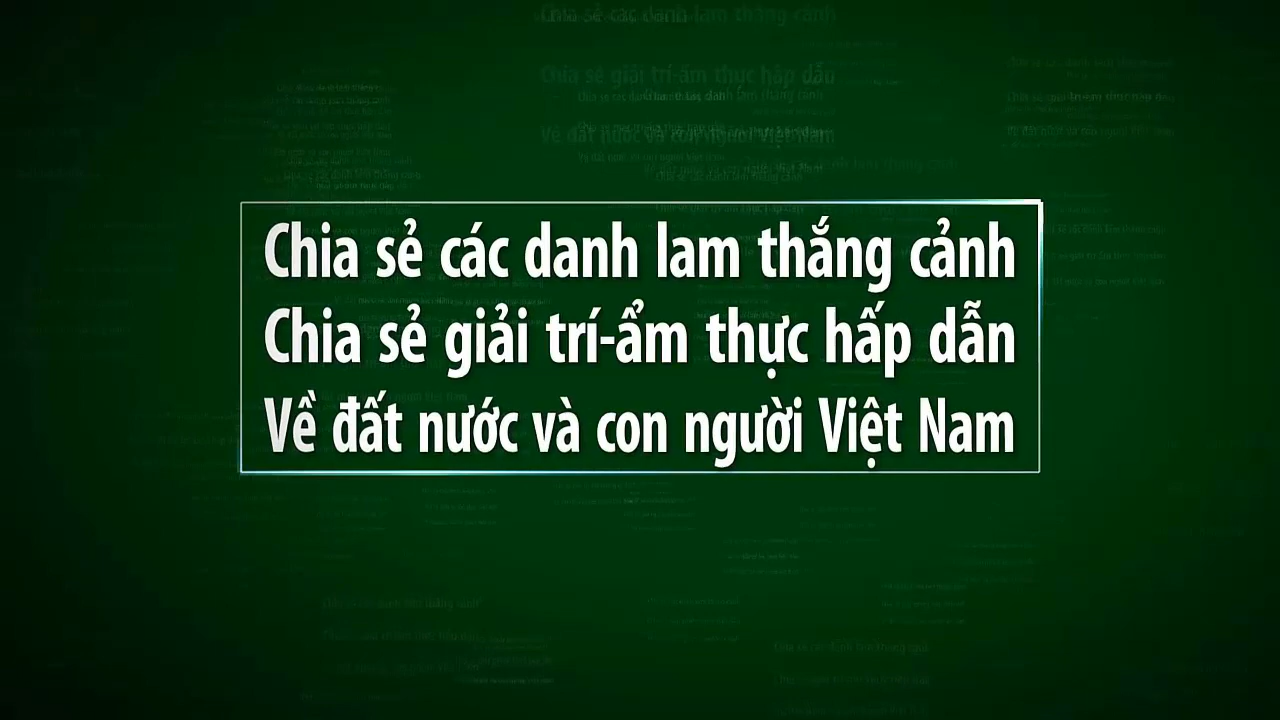 Chia sẻ các danh lam thắng cảnh
Chia sẻ giải trí-ẩm thực hấp dẫn
Về đất nước và con người Việt Nam